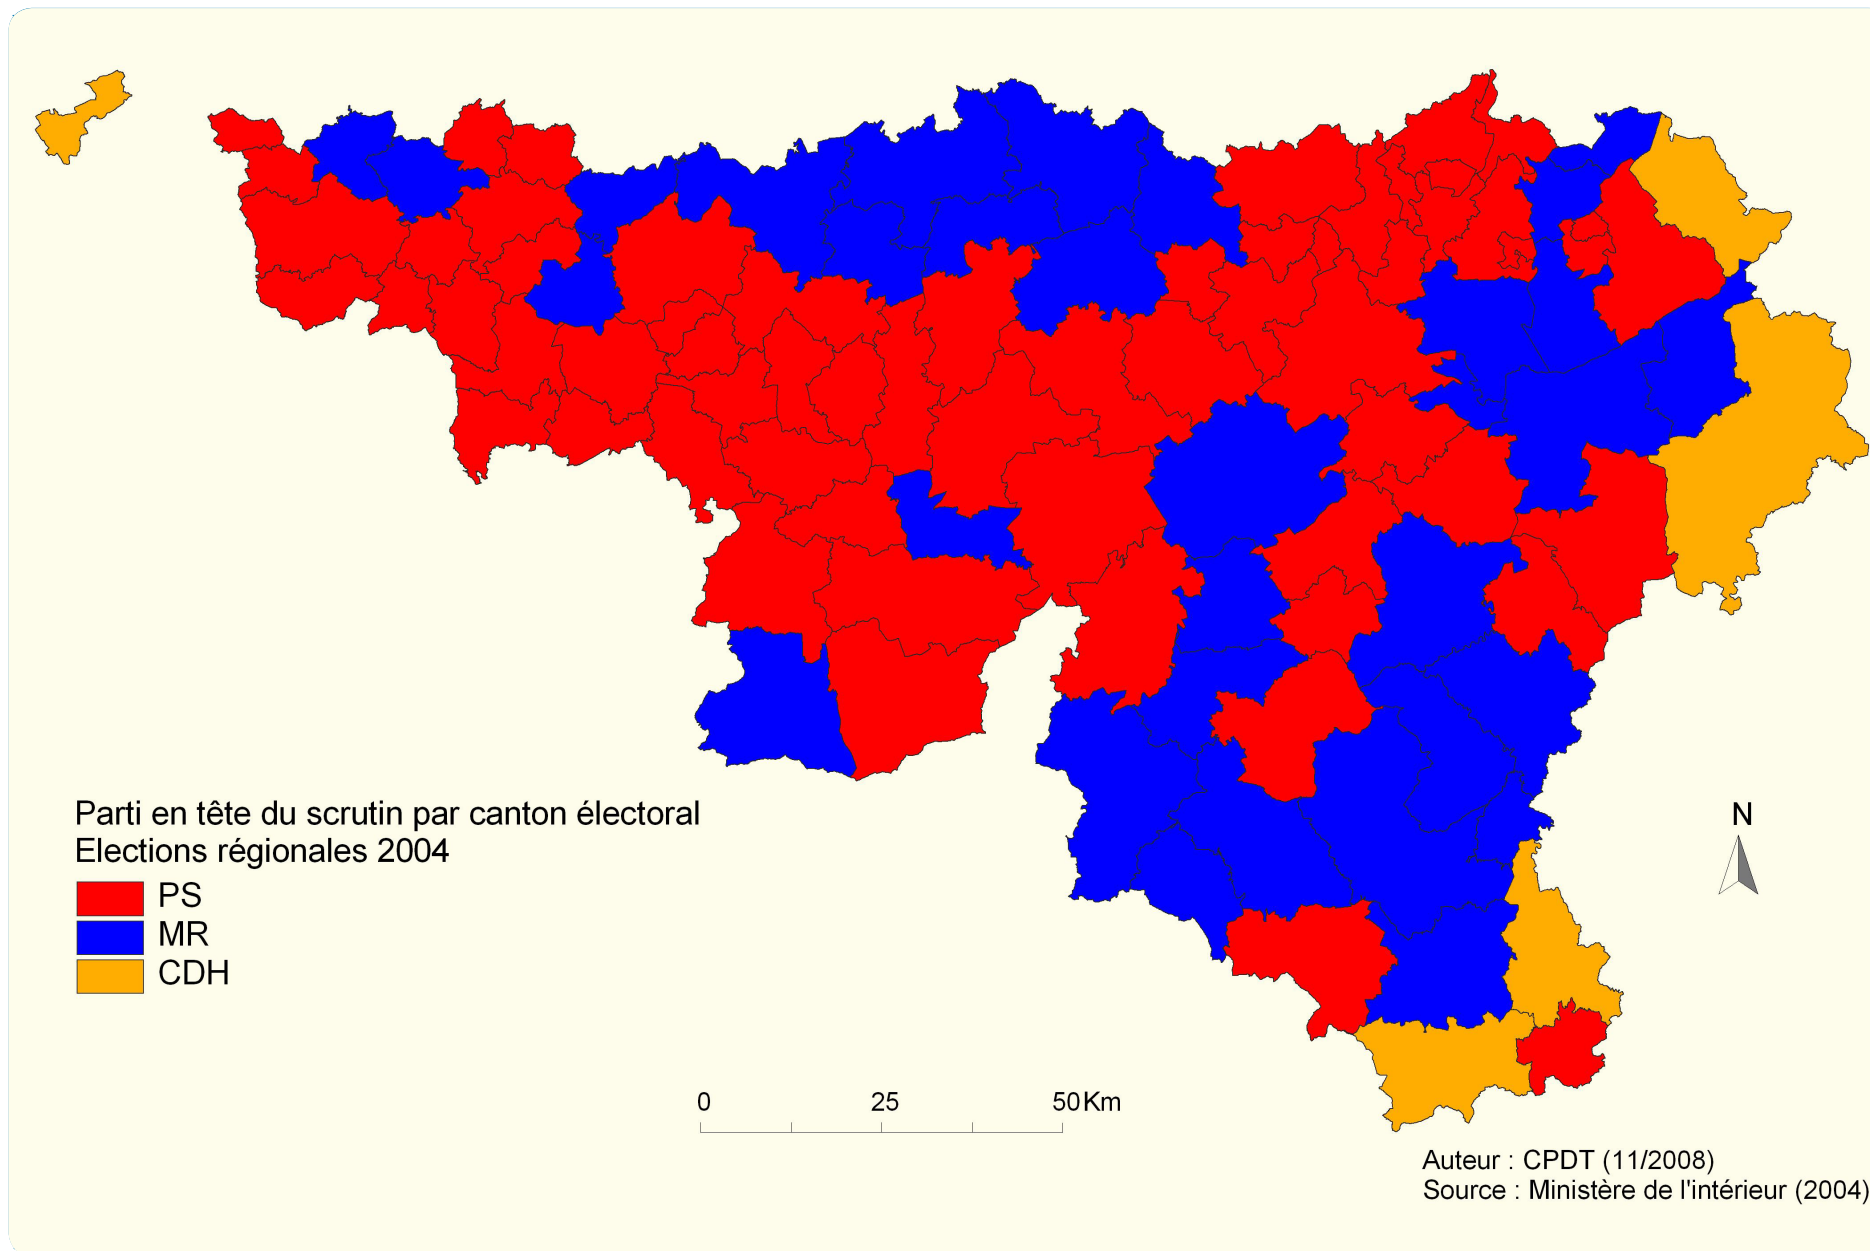 Parti en tête du scrutin par canton électoral
Elections régionales 2004
PS
MR
CDH
N
0 25 50Km
Auteur : CPDT (11/2008)
Source : Ministère de l'intérieur (2004)